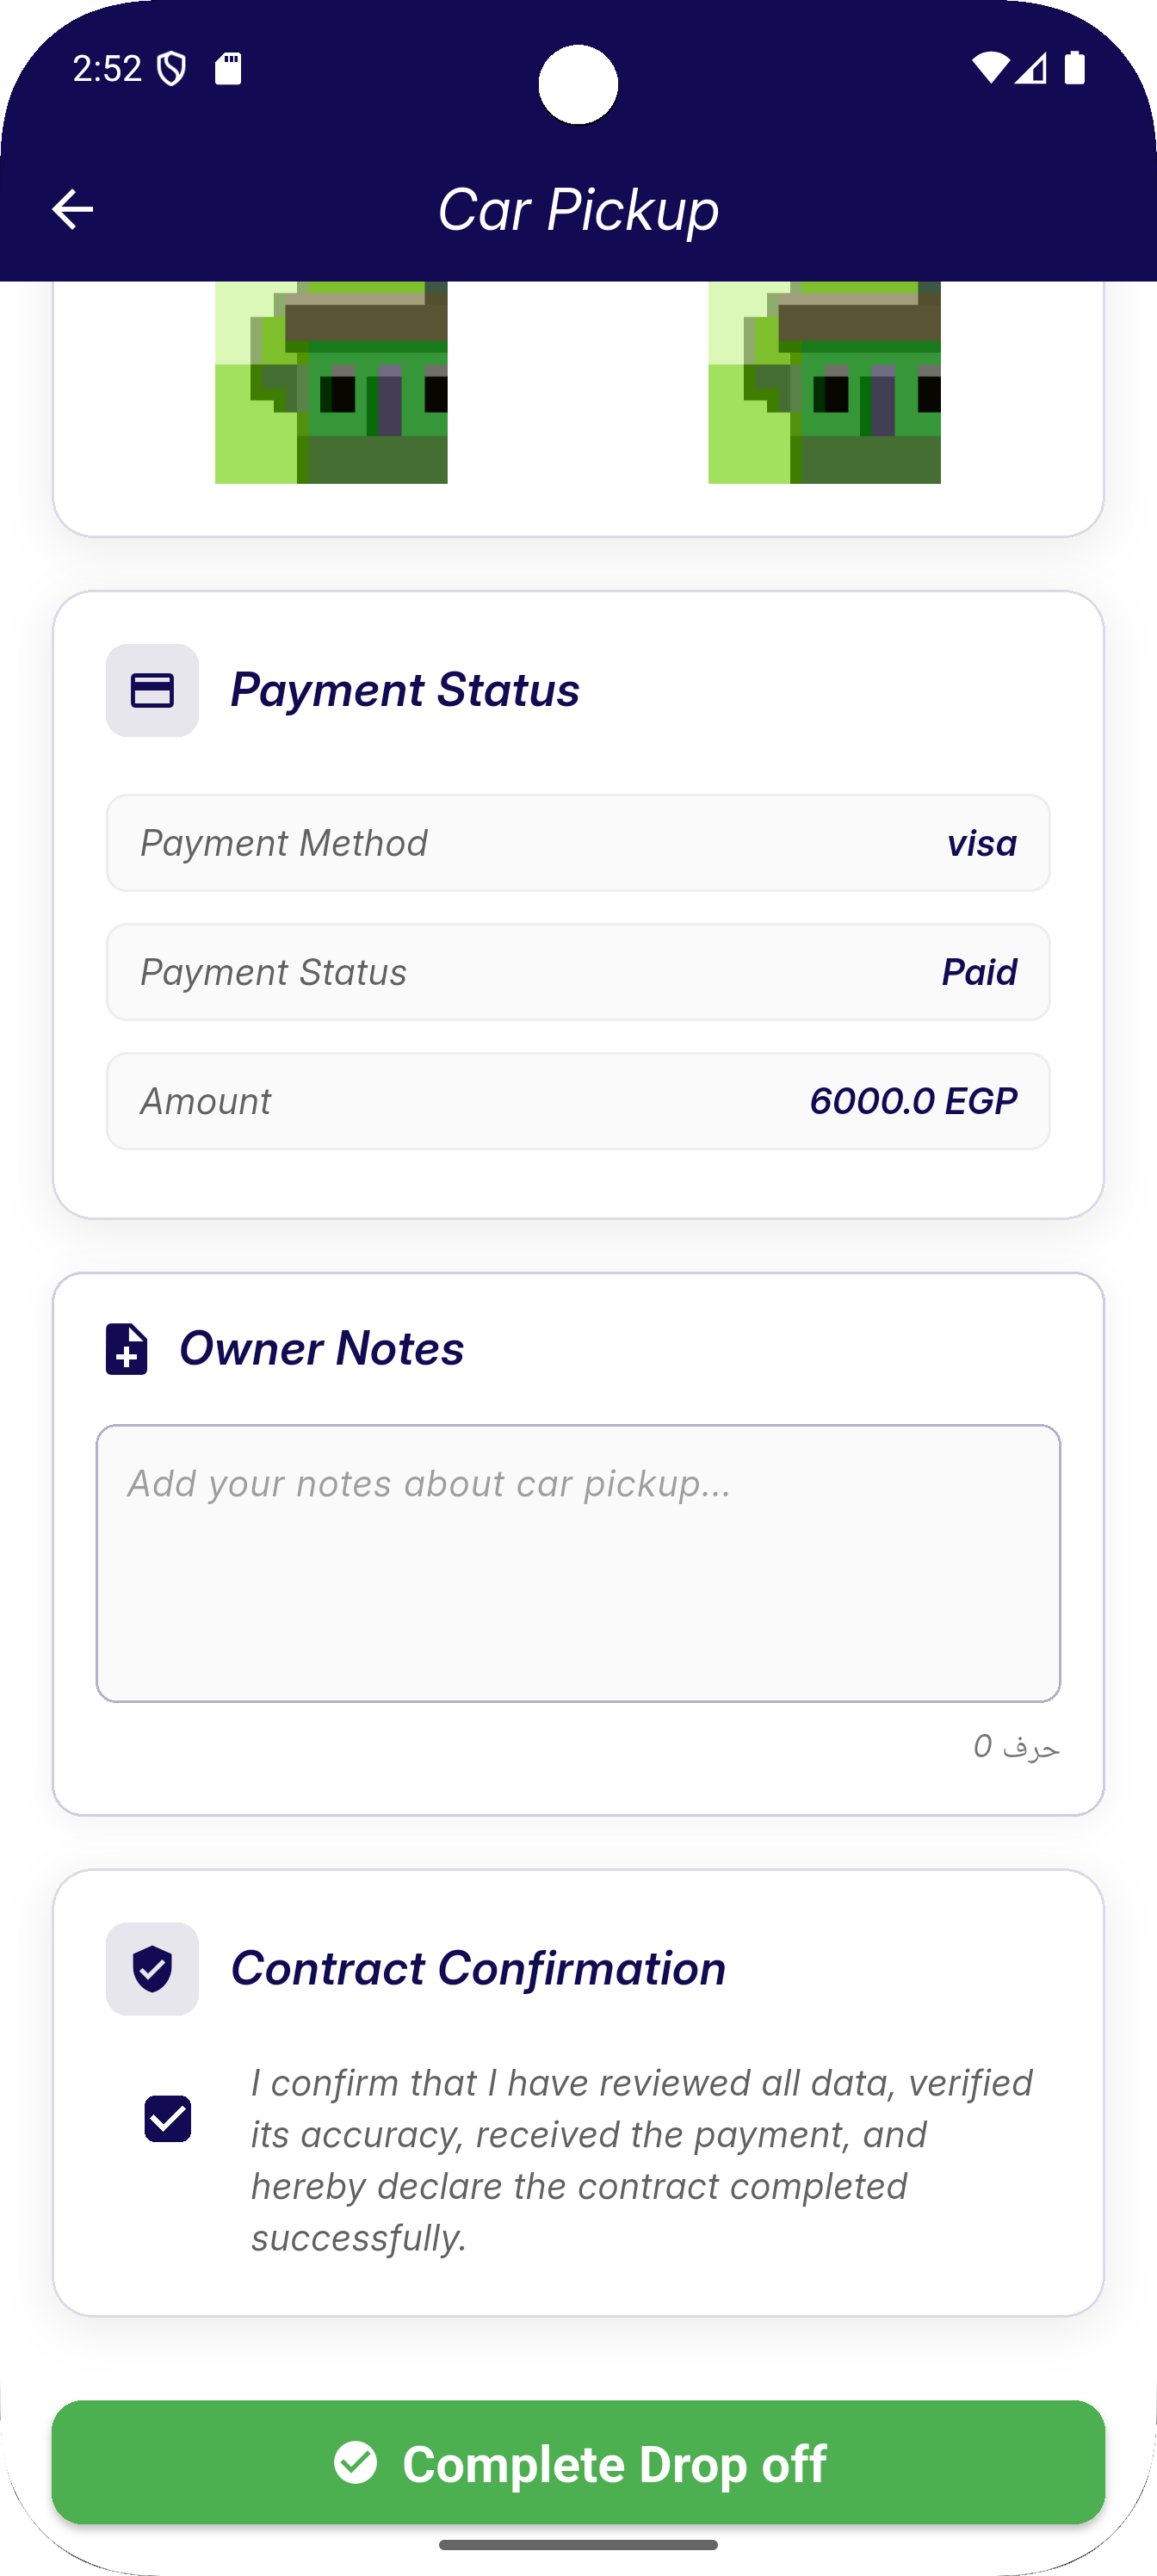 2:52
Car Pickup
Payment Status
Payment Method visa
Payment Status Paid
Amount 6000.0 EGP
Owner Notes
Add your notes about car pickup...
0 حرف
Contract Confirmation
I confirm that I have reviewed all data, verified
its accuracy, received the payment, and
hereby declare the contract completed
successfully.
Complete Drop off